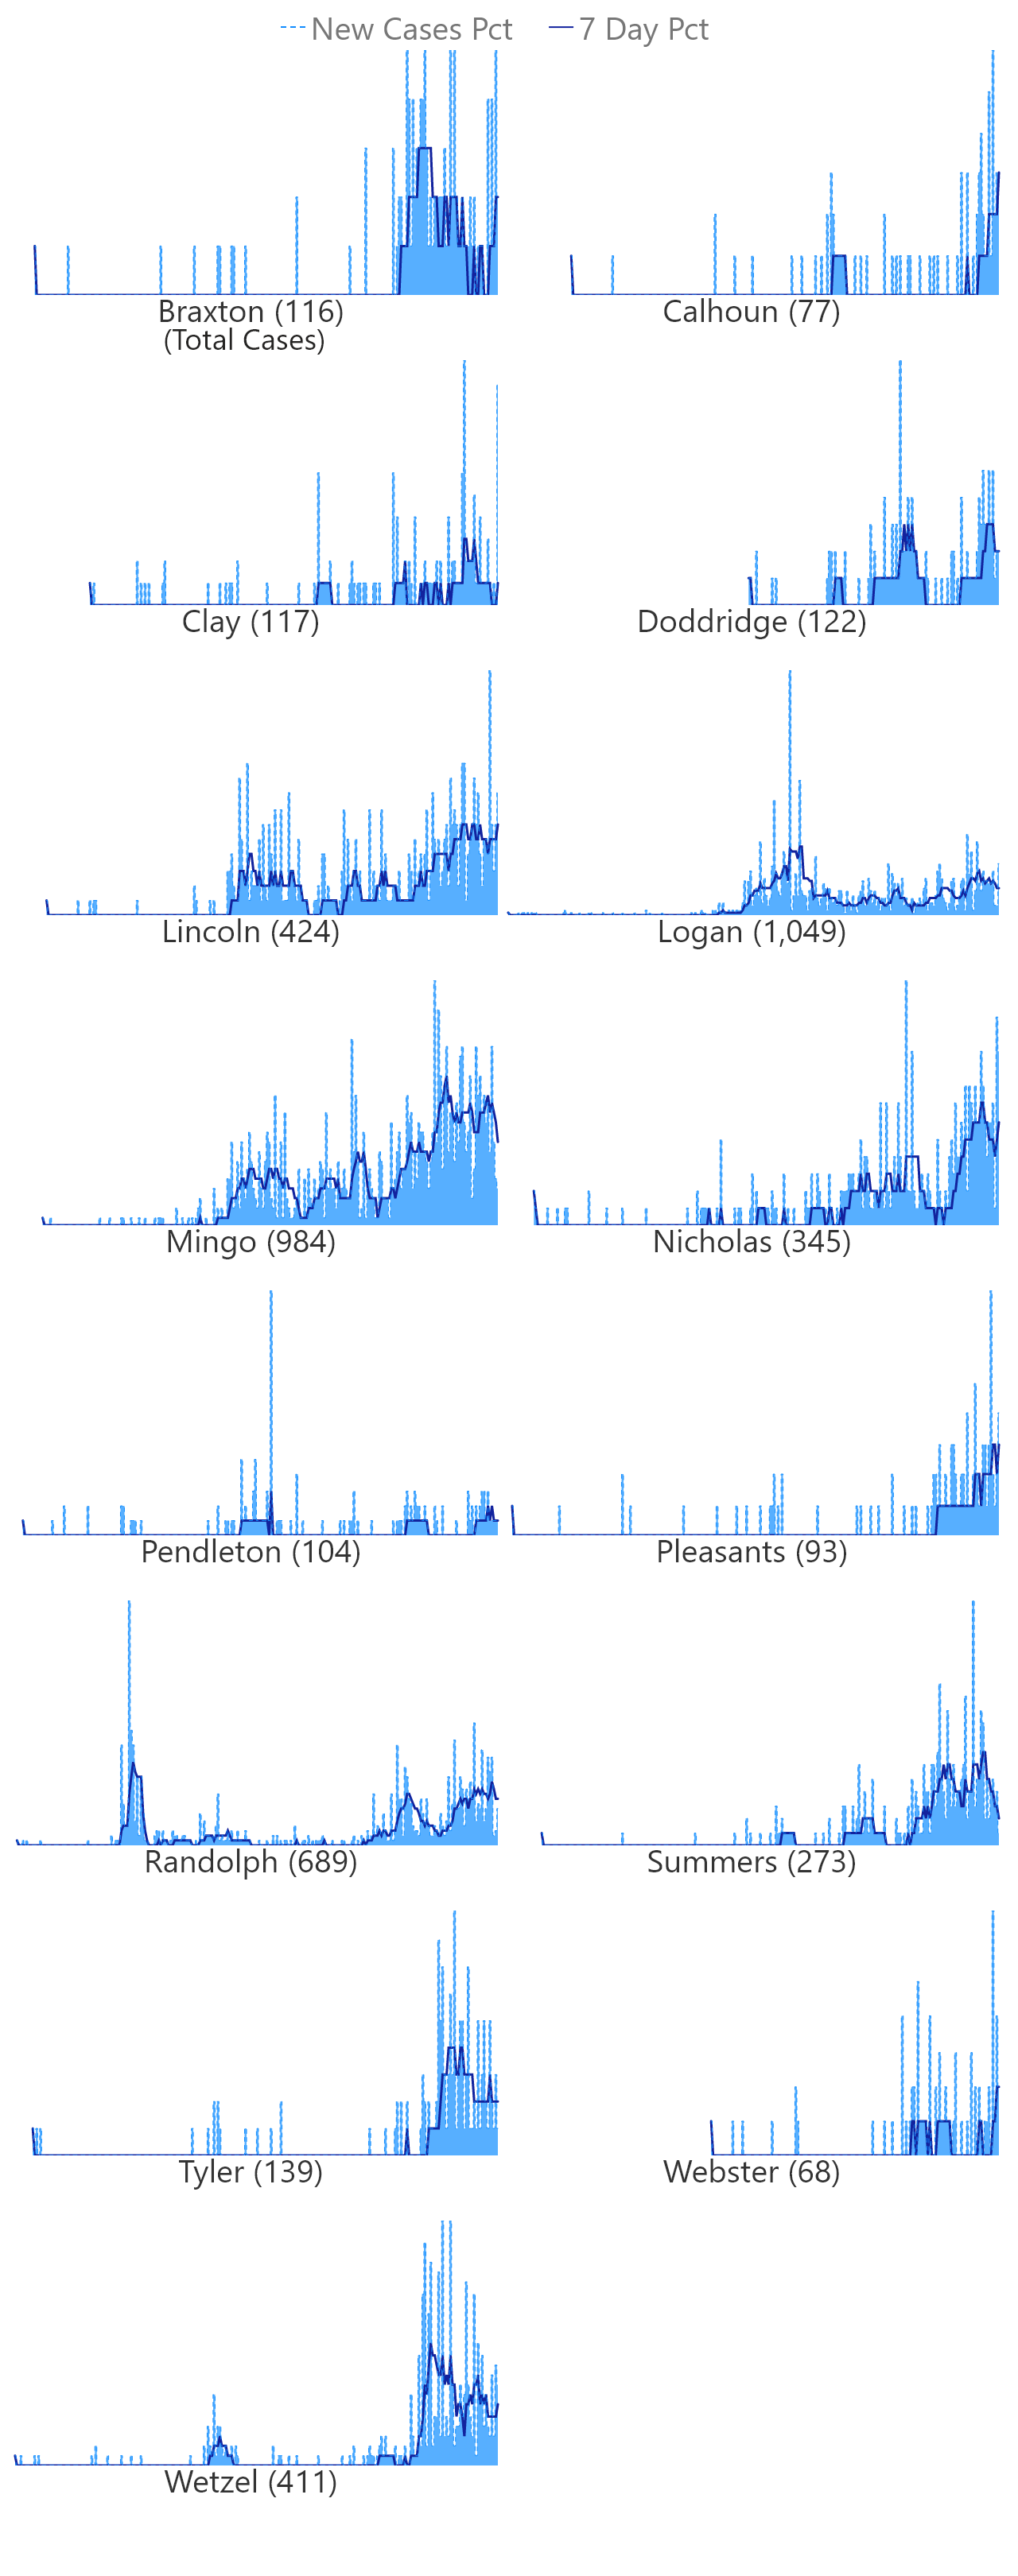 New Cases Pct 7 Day Pct
Braxton (116) Calhoun (77)
(Total Cases)
Clay (117) Doddridge (122)
Lincoln (424) Logan (1,049)
Mingo (984) Nicholas (345)
Pendleton (104) Pleasants (93)
Randolph (689) Summers (273)
Tyler (139) Webster (68)
Wetzel (411)